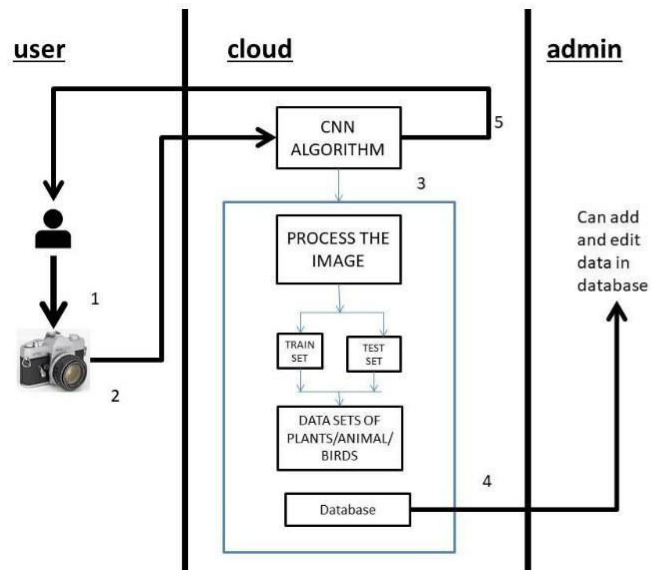 user
cloud
admin
5
CNN
ALGORITHM
3
PROCESS THE
IMAGE
Can add
and edit
data in
database
1
TRAIN
SET
TEST
SET
2
DATA SETS OF
PLANTS/ANIMAL/
BIRDS
4
Database